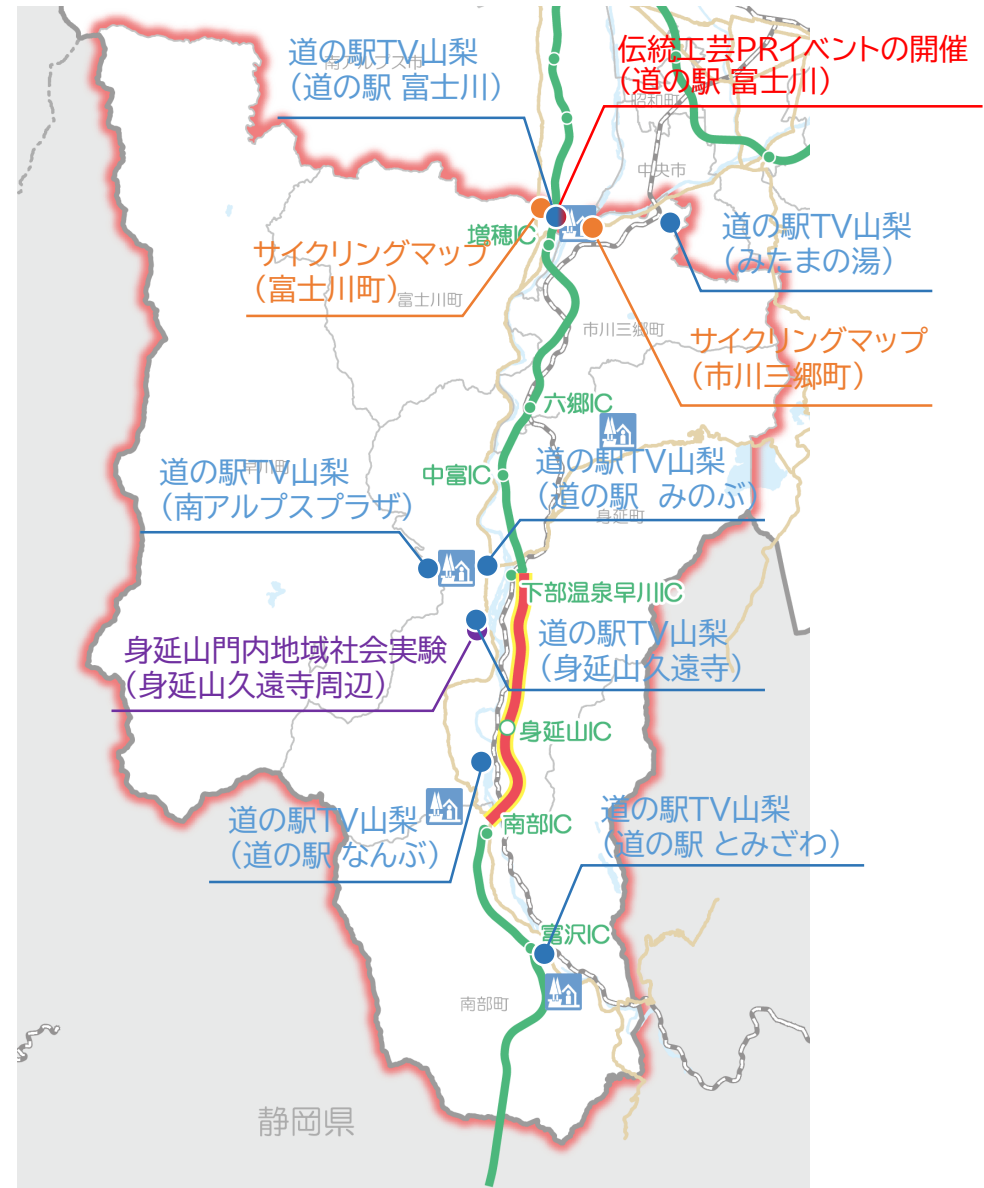 道の駅TV山梨
（道の駅 富士川）
南アルプス市
伝統工芸PRイベントの開催
（道の駅 富士川）
昭和町
中央市
増穂IC
道の駅TV山梨
（みたまの湯）
サイクリングマップ
（富士川町）
富士川町
市川三郷町
サイクリングマップ
（市川三郷町）
六郷IC
中富IC
道の駅TV山梨
（南アルプスプラザ）
早川町
道の駅TV山梨
（道の駅　みのぶ）
身延町
下部温泉早川IC
身延山門内地域社会実験
（身延山久遠寺周辺）
道の駅TV山梨
（身延山久遠寺）
身延山IC
道の駅TV山梨
（道の駅 なんぶ）
南部IC
道の駅TV山梨
（道の駅 とみざわ）
富沢IC
南部町
静岡県